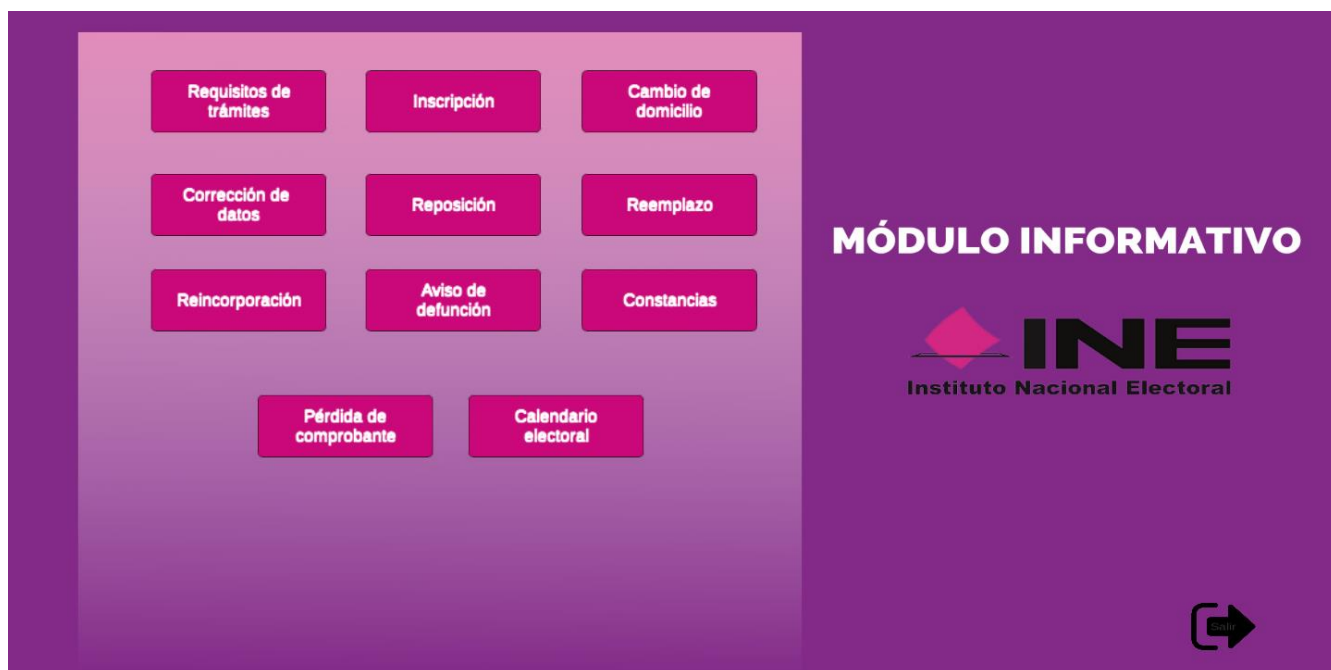 Requisitos de
trámites
Inscripción
Cambio de
domicilio
Corrección de
datos
Reposición
Reemplazo
Reincorporación
Aviso de
defunción
Constancias
Pérdida de
comprobante
Calendario
electoral
MÓDULO INFORMATIVO
INE
Instituto Nacional Electoral
Salir